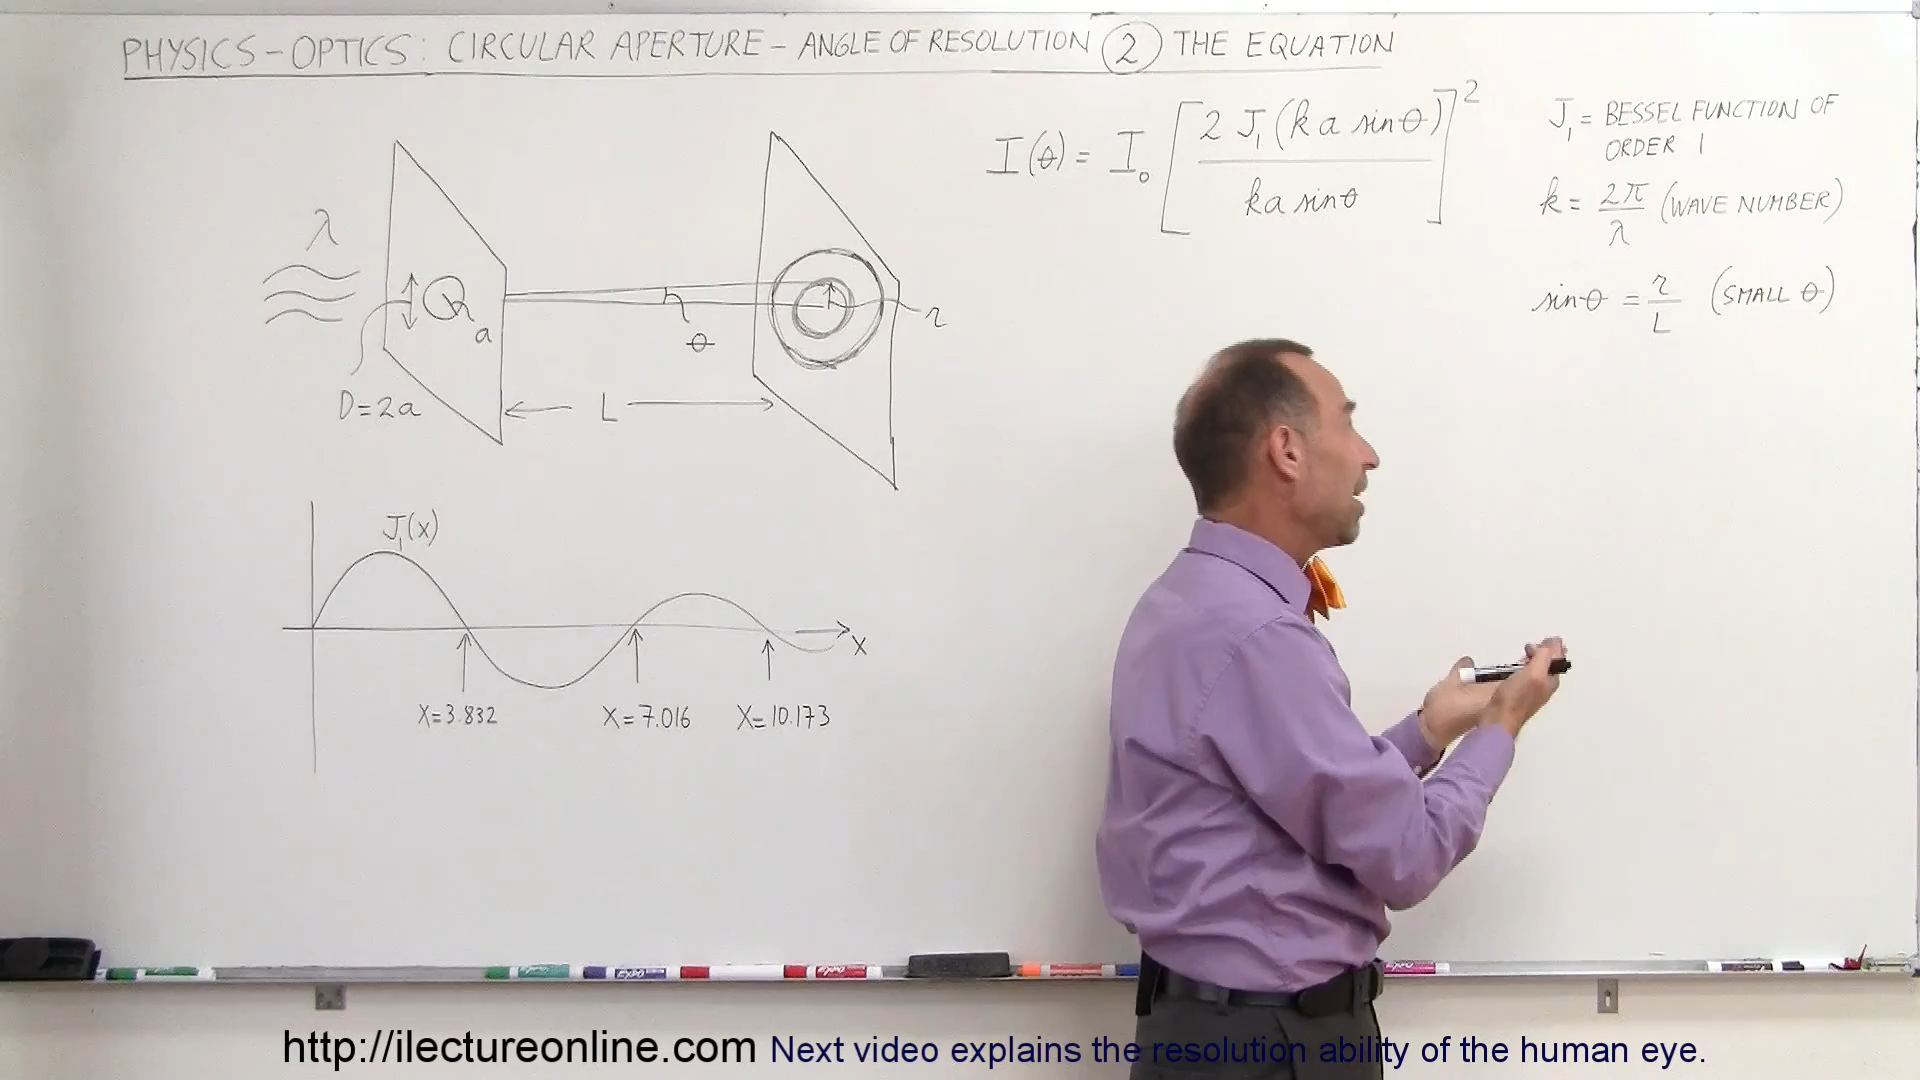 PHYSICS-OPTICS: CIRCULAR APERTURE - ANGLE OF RESOLUTION ② THE EQUATION
I(θ) = I₀ [2 J₁(k a sinθ) / k a sinθ]²
J₁ = BESSEL FUNCTION OF
ORDER 1
k = 2π/λ (WAVE NUMBER)
sinθ = r/L (SMALL θ)
λ
a
θ
r
D=2a
L
J₁(x)
X
X=3.832
X=7.016
X=10.173
http://ilectureonline.com Next video explains the resolution ability of the human eye.